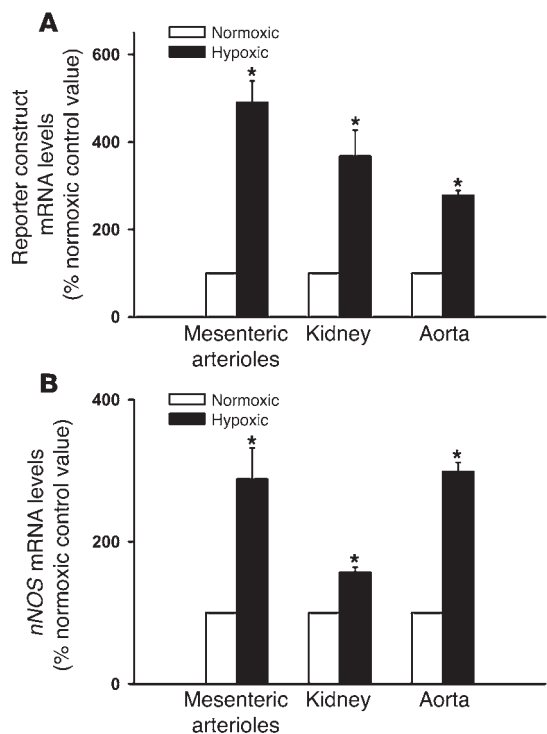 A
Normoxic
Hypoxic
Reporter construct
mRNA levels
(% normoxic control value)
600
400
200
0
*
*
*
Mesenteric
arterioles
Kidney
Aorta
B
Normoxic
Hypoxic
nNOS mRNA levels
(% normoxic control value)
400
200
0
*
*
*
Mesenteric
arterioles
Kidney
Aorta